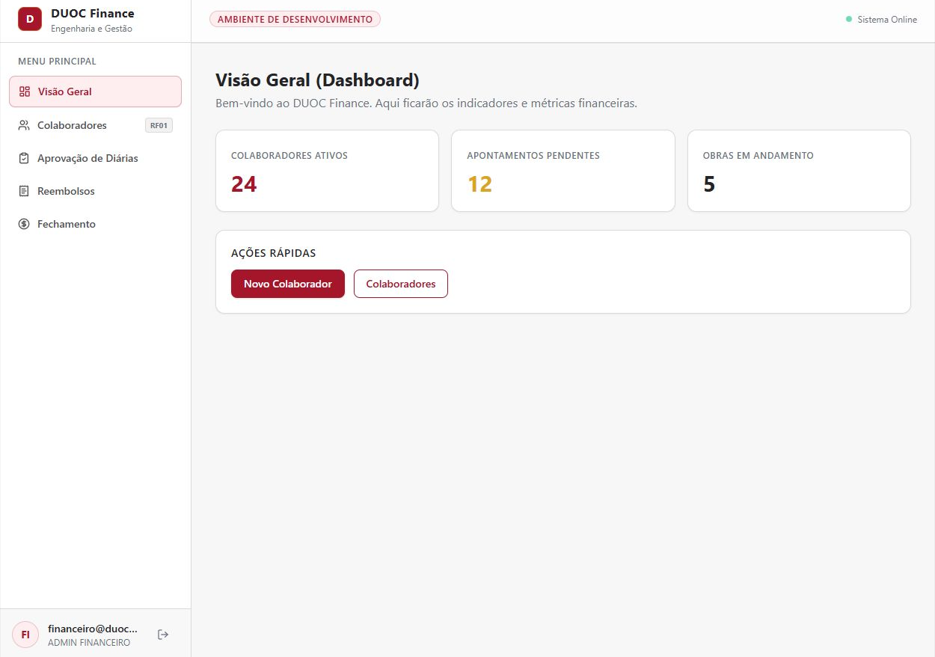 D
DUOC Finance
Engenharia e Gestão
MENU PRINCIPAL
Visão Geral
Colaboradores RF01
Aprovação de Diárias
Reembolsos
Fechamento
FI
financeiro@duoc...
ADMIN FINANCEIRO
AMBIENTE DE DESENVOLVIMENTO
Sistema Online
Visão Geral (Dashboard)
Bem-vindo ao DUOC Finance. Aqui ficarão os indicadores e métricas financeiras.
COLABORADORES ATIVOS
24
APONTAMENTOS PENDENTES
12
OBRAS EM ANDAMENTO
5
AÇÕES RÁPIDAS
Novo Colaborador
Colaboradores